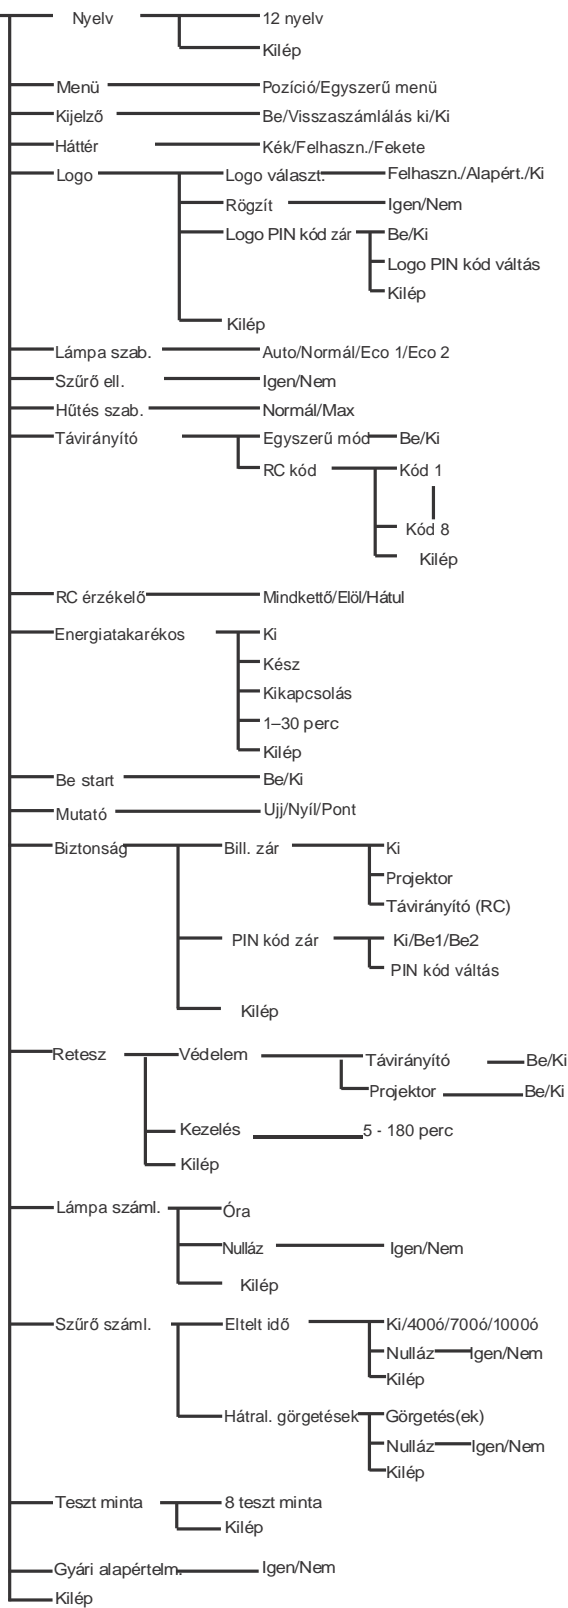 Nyelv 12 nyelv
Kilép
Menü Pozíció/Egyszerű menü
Kijelző Be/Visszaszámlálás ki/Ki
Háttér Kék/Felhaszn./Fekete
Logo Logo választ. Felhaszn./Alapért./Ki
Rögzít Igen/Nem
Logo PIN kód zár Be/Ki
Logo PIN kód váltás
Kilép
Kilép
Lámpa szab. Auto/Normál/Eco 1/Eco 2
Szűrő ell. Igen/Nem
Hűtés szab. Normál/Max
Távirányító Egyszerű mód Be/Ki
RC kód Kód 1
Kód 8
Kilép
RC érzékelő Mindkettő/Elöl/Hátul
Energiatakarékos Ki
Kész
Kikapcsolás
1–30 perc
Kilép
Be start Be/Ki
Mutató Ujj/Nyíl/Pont
Biztonság Bill. zár Ki
Projektor
Távirányító (RC)
PIN kód zár Ki/Be1/Be2
PIN kód váltás
Kilép
Retesz Védelem Távirányító Be/Ki
Projektor Be/Ki
Kezelés 5 - 180 perc
Kilép
Lámpa száml. Óra
Nulláz Igen/Nem
Kilép
Szűrő száml. Eltelt idő Ki/400ó/700ó/1000ó
Nulláz Igen/Nem
Kilép
Hátral. görgetések Görgetés(ek)
Nulláz Igen/Nem
Kilép
Teszt minta 8 teszt minta
Kilép
Gyári alapértelm. Igen/Nem
Kilép